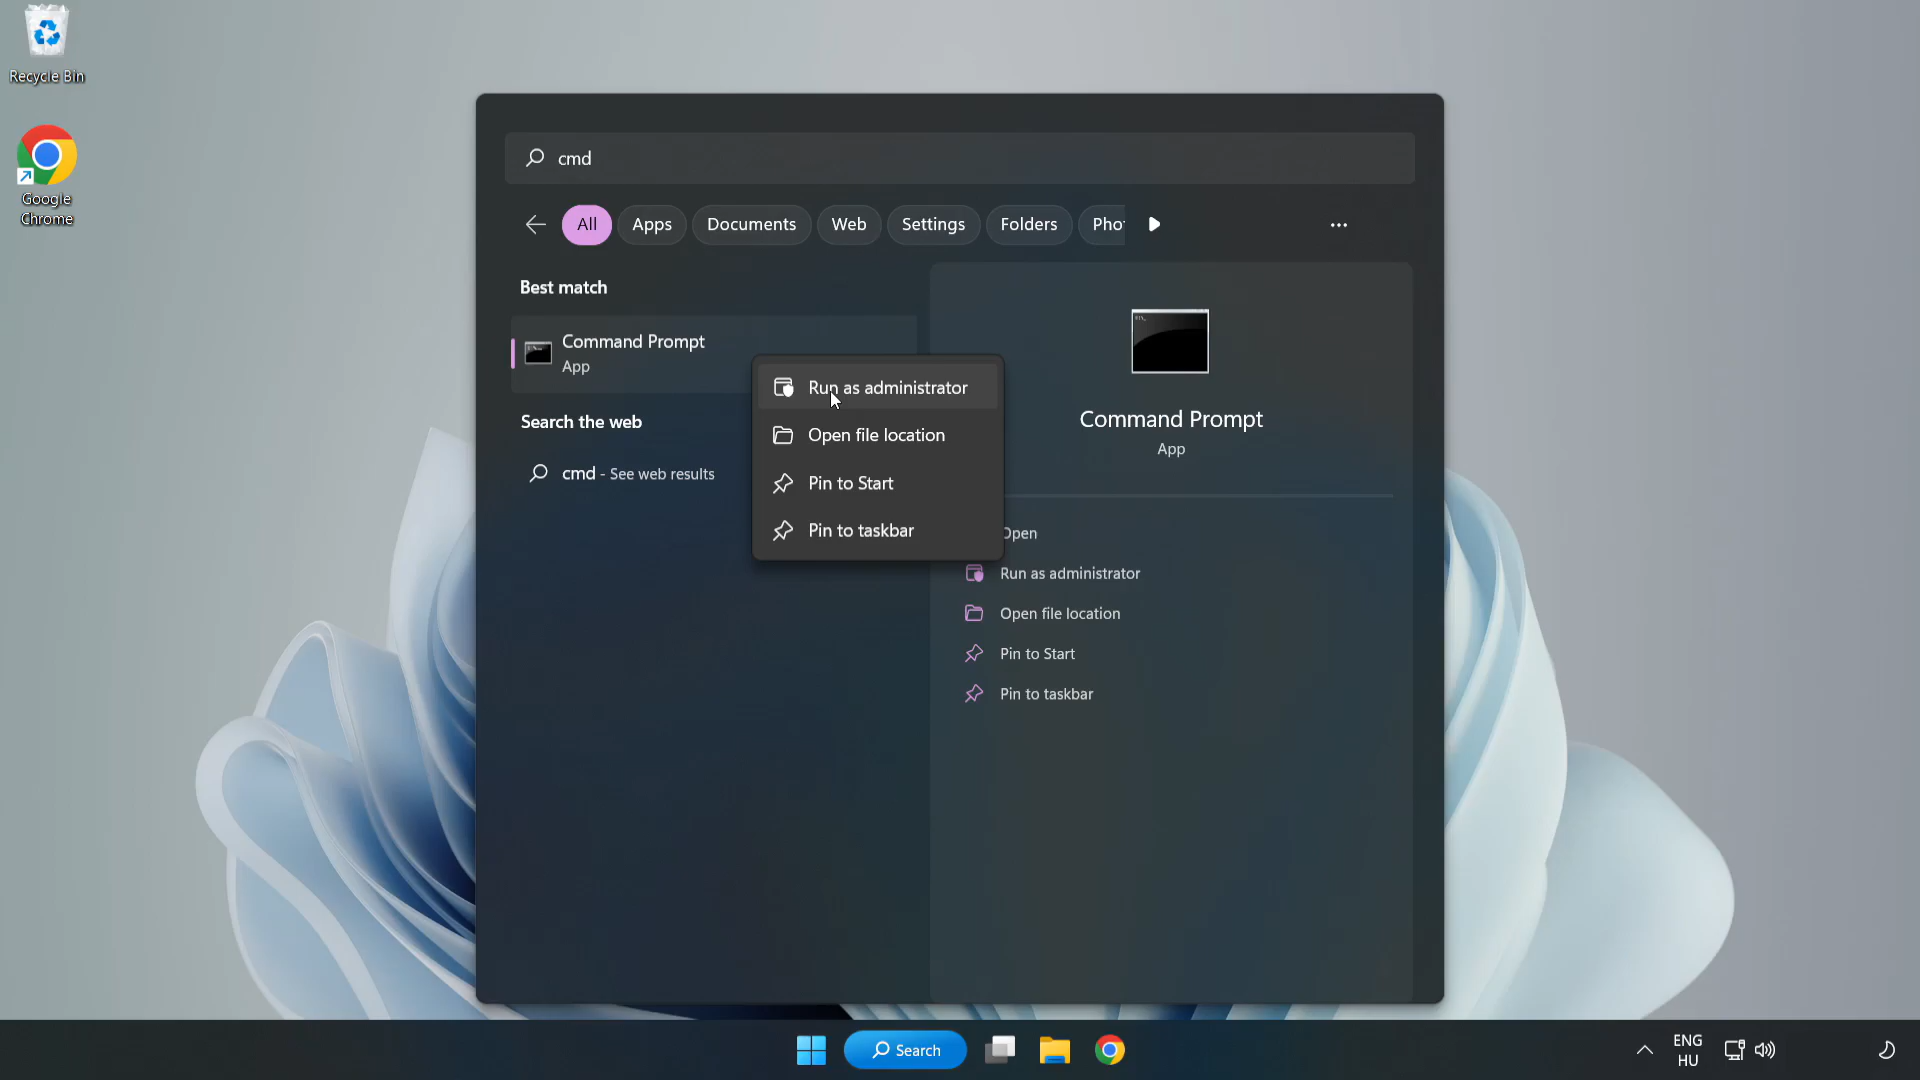 Recycle Bin
Google
Chrome
cmd
All
Apps
Documents
Web
Settings
Folders
Pho
Best match
Command Prompt
App
Search the web
cmd - See web results
Run as administrator
Open file location
Pin to Start
Pin to taskbar
Command Prompt
App
Open
Run as administrator
Open file location
Pin to Start
Pin to taskbar
Search
ENG
HU